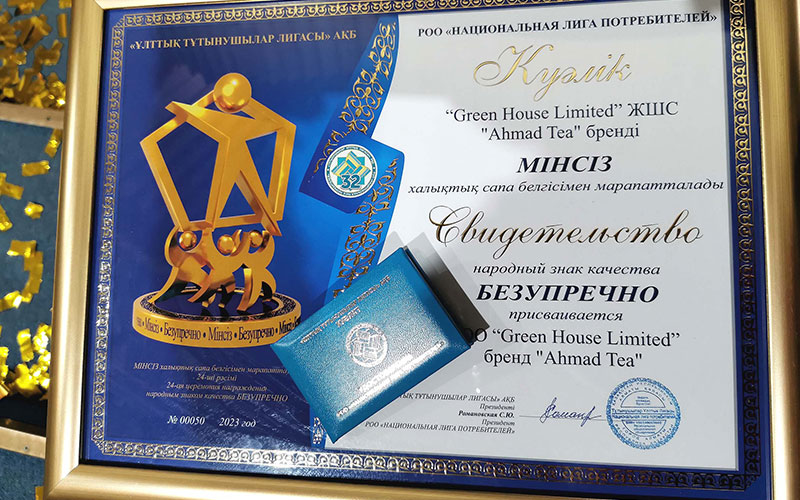 «ҰЛТТЫҚ ТҰТЫНУШЫЛАР ЛИГАСЫ» АҚБ
РОО «НАЦИОНАЛЬНАЯ ЛИГА ПОТРЕБИТЕЛЕЙ»
Куәлік
“Green House Limited” ЖШС
"Ahmad Tea" бренді
МІНСІЗ
халықтық сапа белгісімен марапатталады
Свидетельство
народный знак качества
БЕЗУПРЕЧНО
присваивается
“Green House Limited”
бренд "Ahmad Tea"
32
• Мінсіз • Безупречно • Мінсіз • Безупречно • Мінсіз •
МІНСІЗ халықтық сапа белгісімен
24-ші рәсімі
24-ая церемония награждения
народным знаком качества БЕЗУПРЕЧНО
№ 00050 2023 год
ТҰТЫНУШЫЛАР ЛИГАСЫ» АҚБ
Президенті
Романовская С.Ю.
Президент
РОО «НАЦИОНАЛЬНАЯ ЛИГА ПОТРЕБИТЕЛЕЙ»